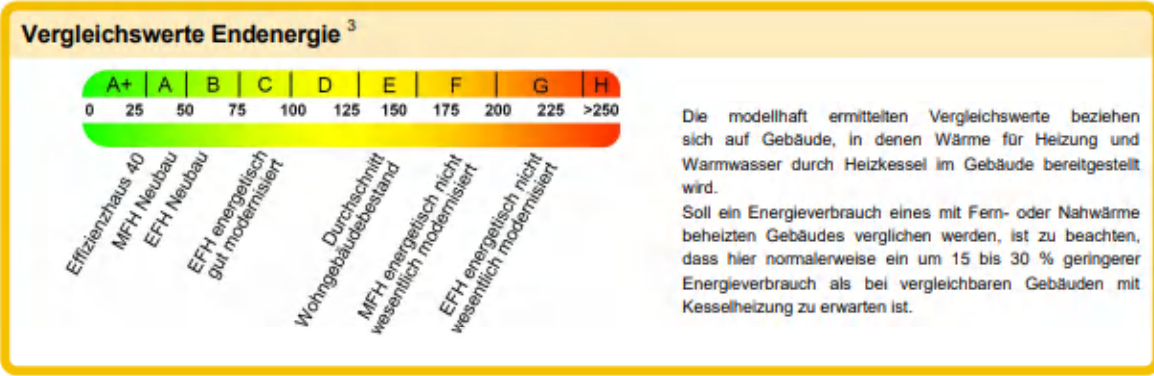 Vergleichswerte Endenergie ³
A+ | A | B | C | D | E | F | G | H
0 25 50 75 100 125 150 175 200 225 >250
Effizienzhaus 40
MFH Neubau
EFH Neubau
EFH energetisch
gut modernisiert
Durchschnitt
Wohngebäudebestand
MFH energetisch nicht
wesentlich modernisiert
EFH energetisch nicht
wesentlich modernisiert
Die modellhaft ermittelten Vergleichswerte beziehen
sich auf Gebäude, in denen Wärme für Heizung und
Warmwasser durch Heizkessel im Gebäude bereitgestellt
wird.
Soll ein Energieverbrauch eines mit Fern- oder Nahwärme
beheizten Gebäudes verglichen werden, ist zu beachten,
dass hier normalerweise ein um 15 bis 30 % geringerer
Energieverbrauch als bei vergleichbaren Gebäuden mit
Kesselheizung zu erwarten ist.